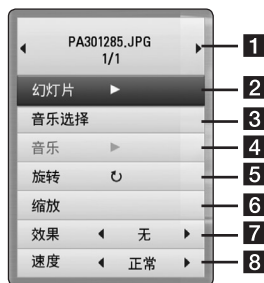 PA301285.JPG
1/1
1
幻灯片 ▶ 2
音乐选择 3
音乐 ▶ 4
旋转 ↻ 5
缩放 6
效果 ◀ 无 ▶ 7
速度 ◀ 正常 ▶ 8